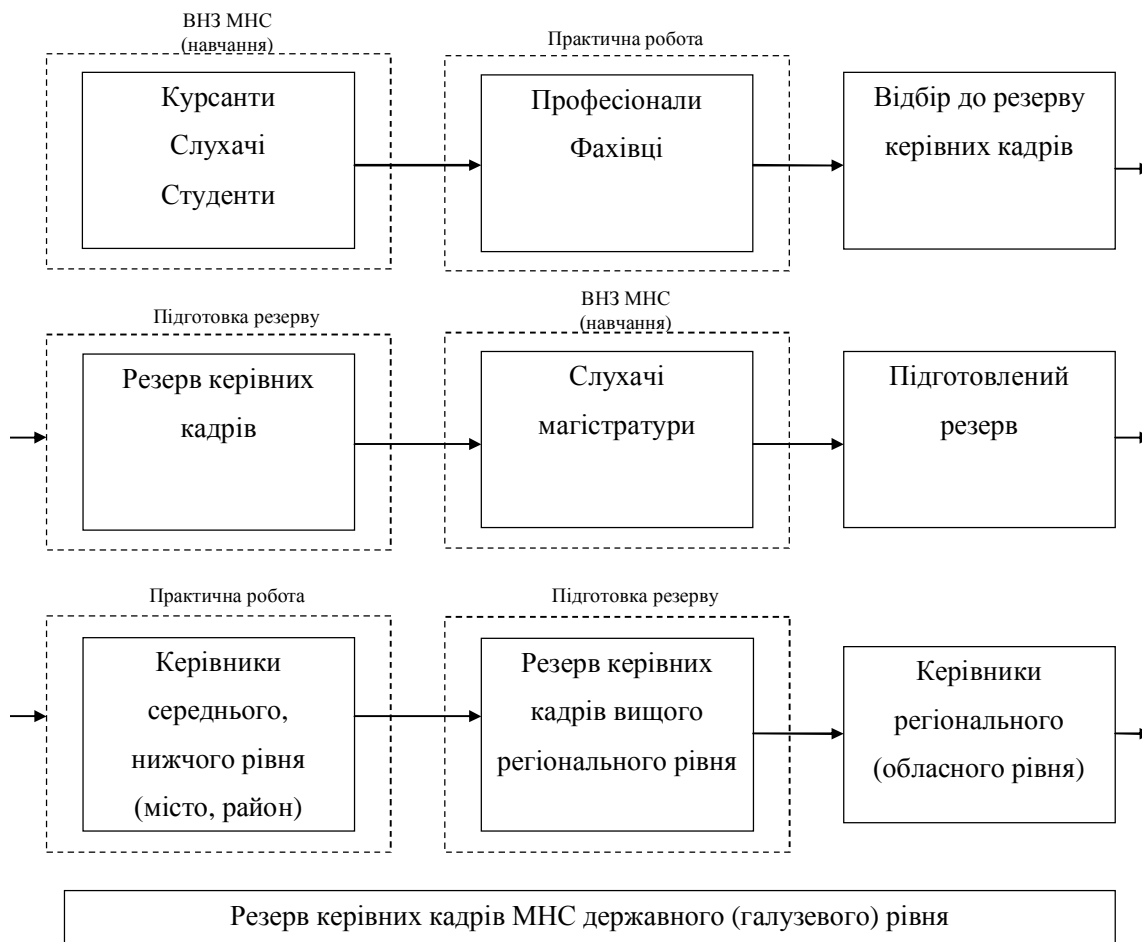 ВНЗ МНС
(навчання)
Курсанти
Слухачі
Студенти
Практична робота
Професіонали
Фахівці
Відбір до резерву
керівних кадрів
Підготовка резерву
Резерв керівних
кадрів
ВНЗ МНС
(навчання)
Слухачі
магістратури
Підготовлений
резерв
Практична робота
Керівники
середнього,
нижчого рівня
(місто, район)
Підготовка резерву
Резерв керівних
кадрів вищого
регіонального рівня
Керівники
регіонального
(обласного рівня)
Резерв керівних кадрів МНС державного (галузевого) рівня